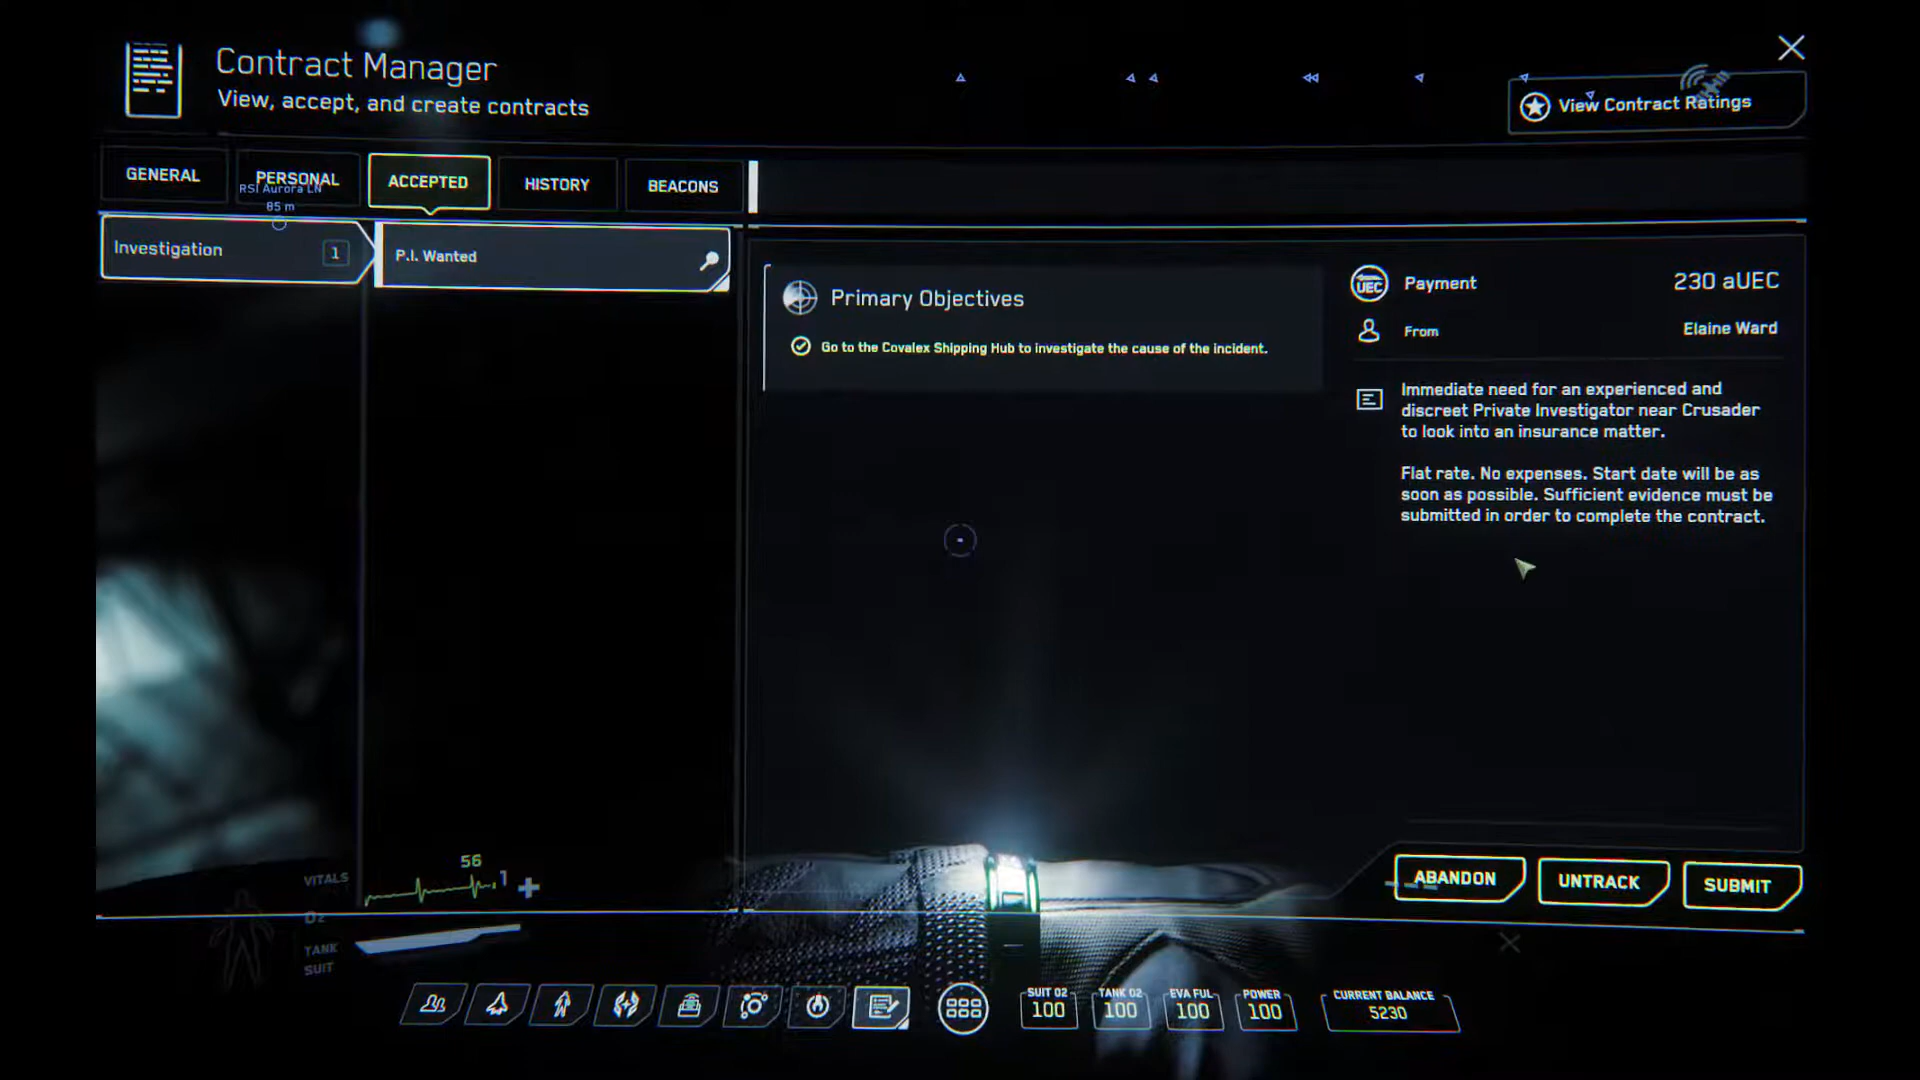 Contract Manager
View, accept, and create contracts
View Contract Ratings
GENERAL
PERSONAL
ACCEPTED
HISTORY
BEACONS
RSI Aurora LN
85 m
Investigation
1
P.I. Wanted
Primary Objectives
Go to the Covalex Shipping Hub to investigate the cause of the incident.
UEC
Payment
230 aUEC
From
Elaine Ward
Immediate need for an experienced and
discreet Private Investigator near Crusader
to look into an insurance matter.
Flat rate. No expenses. Start date will be as
soon as possible. Sufficient evidence must be
submitted in order to complete the contract.
ABANDON
UNTRACK
SUBMIT
VITALS
56
1
O2
TANK
SUIT
SUIT O2
100
TANK O2
100
EVA FUL
100
POWER
100
CURRENT BALANCE
5230